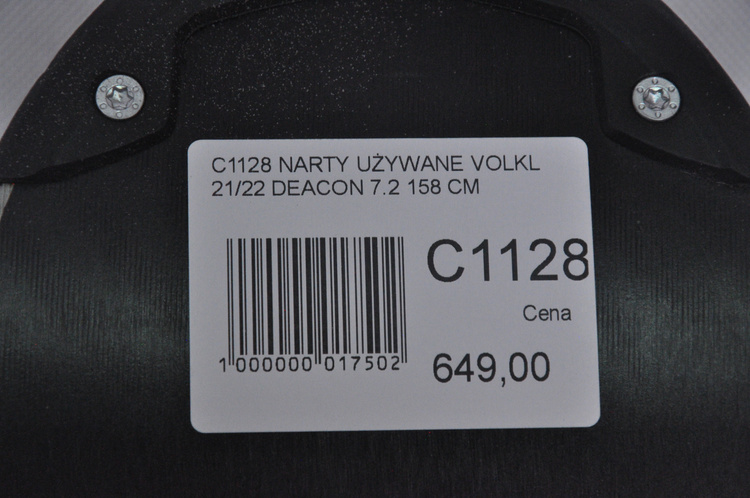 C1128 NARTY UŻYWANE VOLKL
21/22 DEACON 7.2 158 CM
C1128
Cena
1 000000 017502
649,00